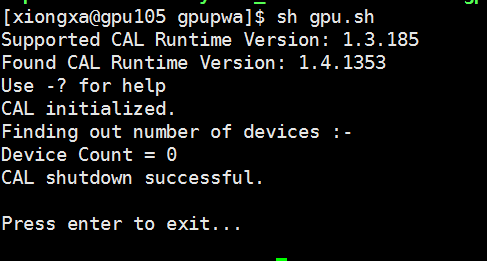 [xiongxa@gpu105 gpupwa]$ sh gpu.sh
Supported CAL Runtime Version: 1.3.185
Found CAL Runtime Version: 1.4.1353
Use -? for help
CAL initialized.
Finding out number of devices :-
Device Count = 0
CAL shutdown successful.
Press enter to exit...